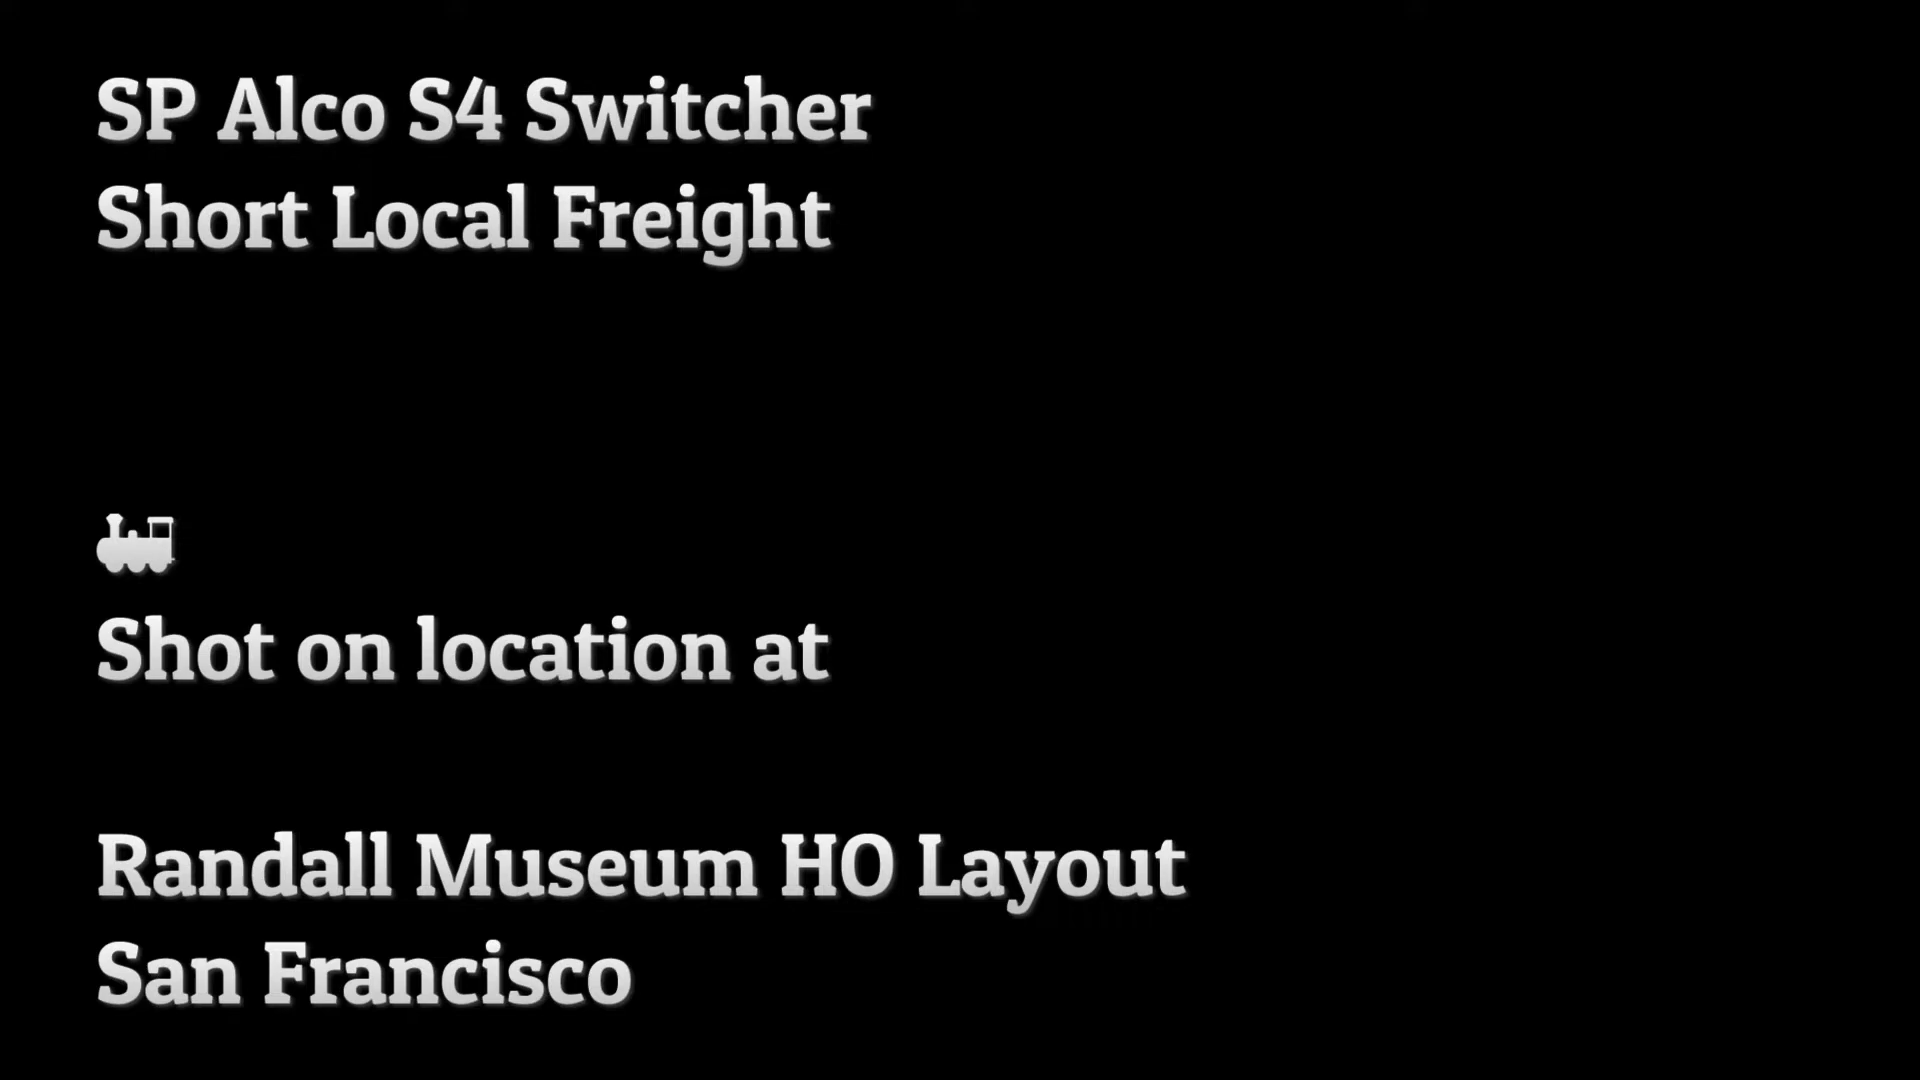 SP Alco S4 Switcher
Short Local Freight
Shot on location at
Randall Museum HO Layout
San Francisco